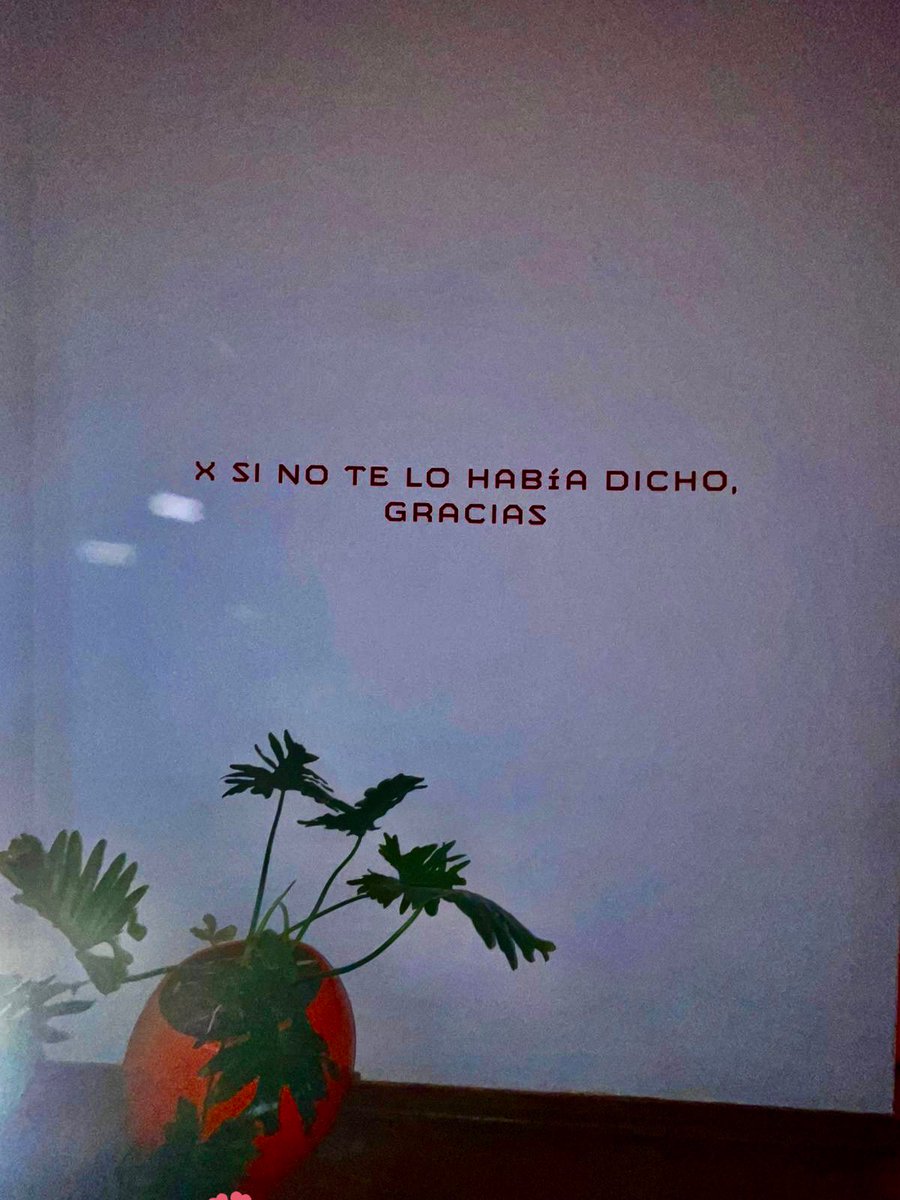 X SI NO TE LO HABíA DICHO,
GRACIAS